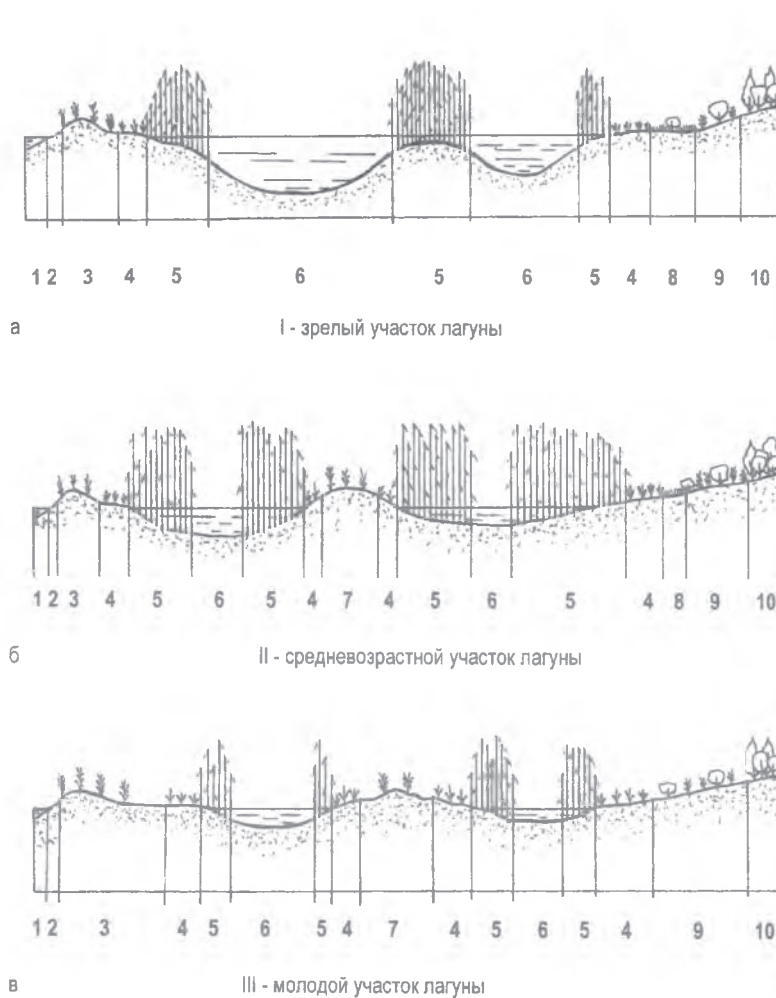 1 2 3 4 5 6 5 6 5 4 8 9 10
а I - зрелый участок лагуны
1 2 3 4 5 6 5 4 7 4 5 6 5 4 8 9 10
б II - средневозрастной участок лагуны
1 2 3 4 5 6 5 4 7 4 5 6 5 4 9 10
в III - молодой участок лагуны